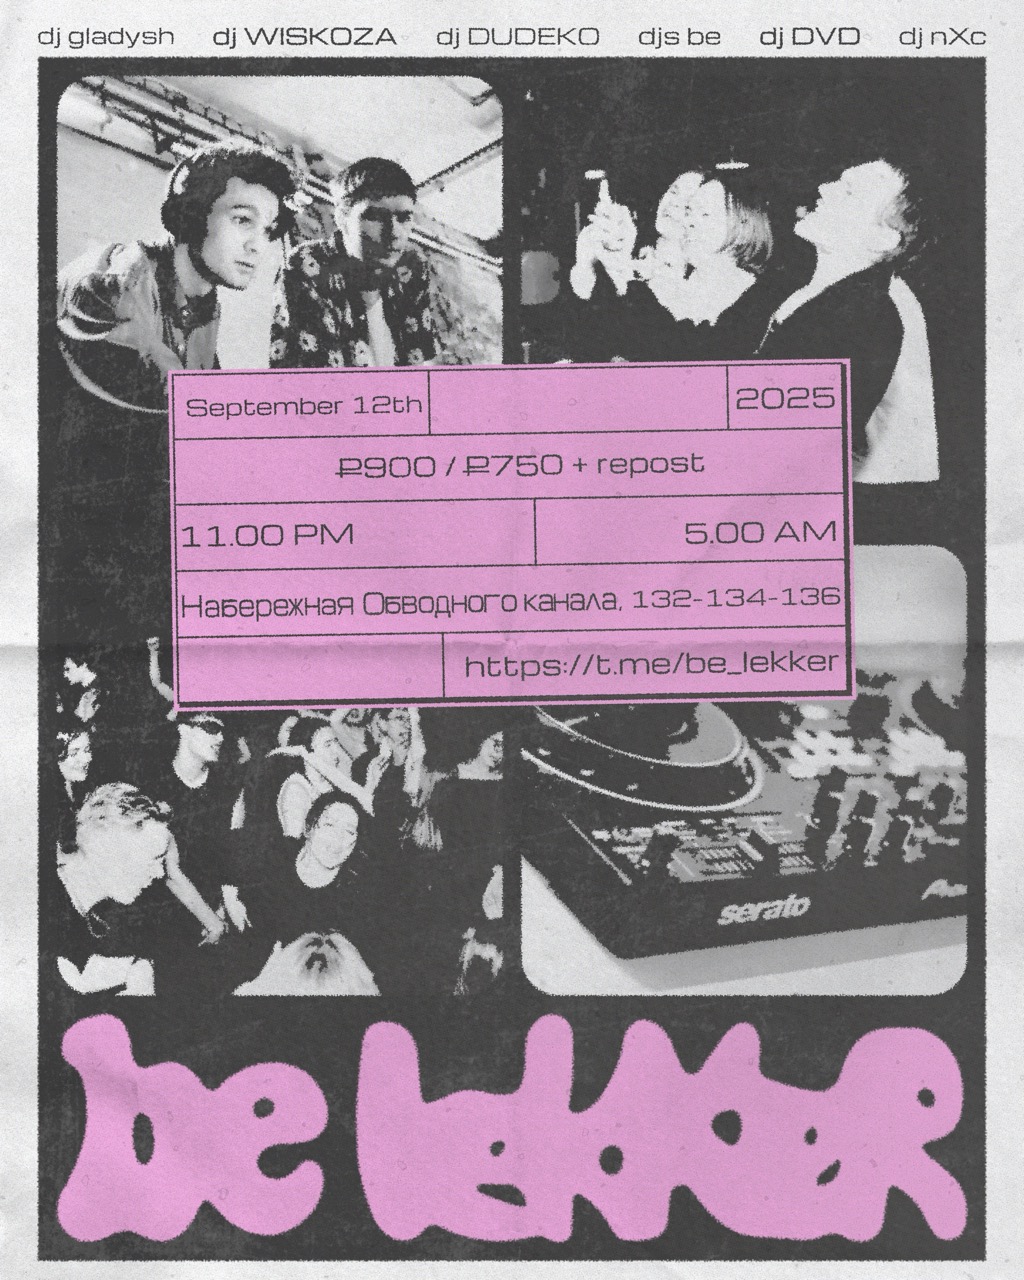 dj gladysh dj WISKOZA dj DUDEKO djs be dj DVD dj nXc
September 12th 2025
₽900 / ₽750 + repost
11.00 PM 5.00 AM
Набережная Обводного канала, 132-134-136
https://t.me/be_lekker
serato
be lekker